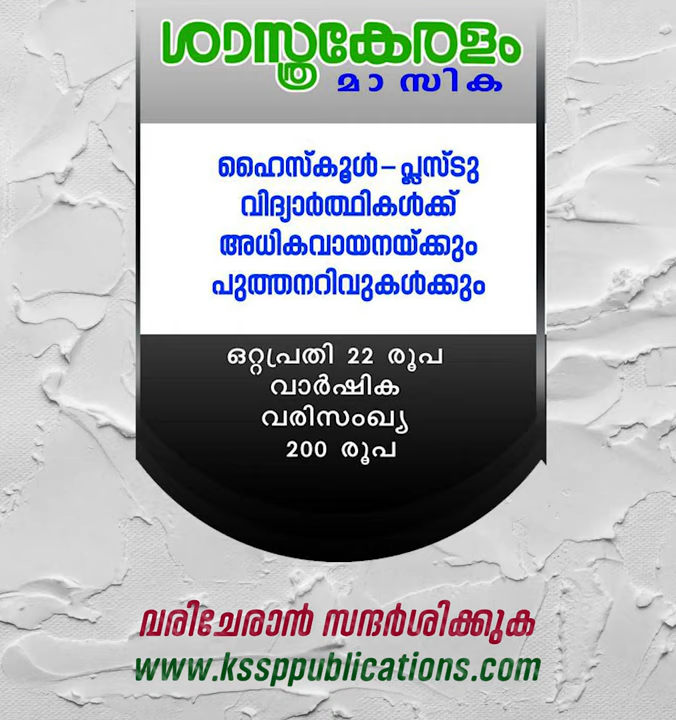 ശാസ്ത്രകേരളം
മാസിക
ഹൈസ്കൂൾ-പ്ലസ്ടു
വിദ്യാർത്ഥികൾക്ക്
അധികവായനയ്ക്കും
പുത്തനറിവുകൾക്കും
ഒറ്റപ്രതി 22 രൂപ
വാർഷിക
വരിസംഖ്യ
200 രൂപ
വരിചേരാൻ സന്ദർശിക്കുക
www.kssppublications.com